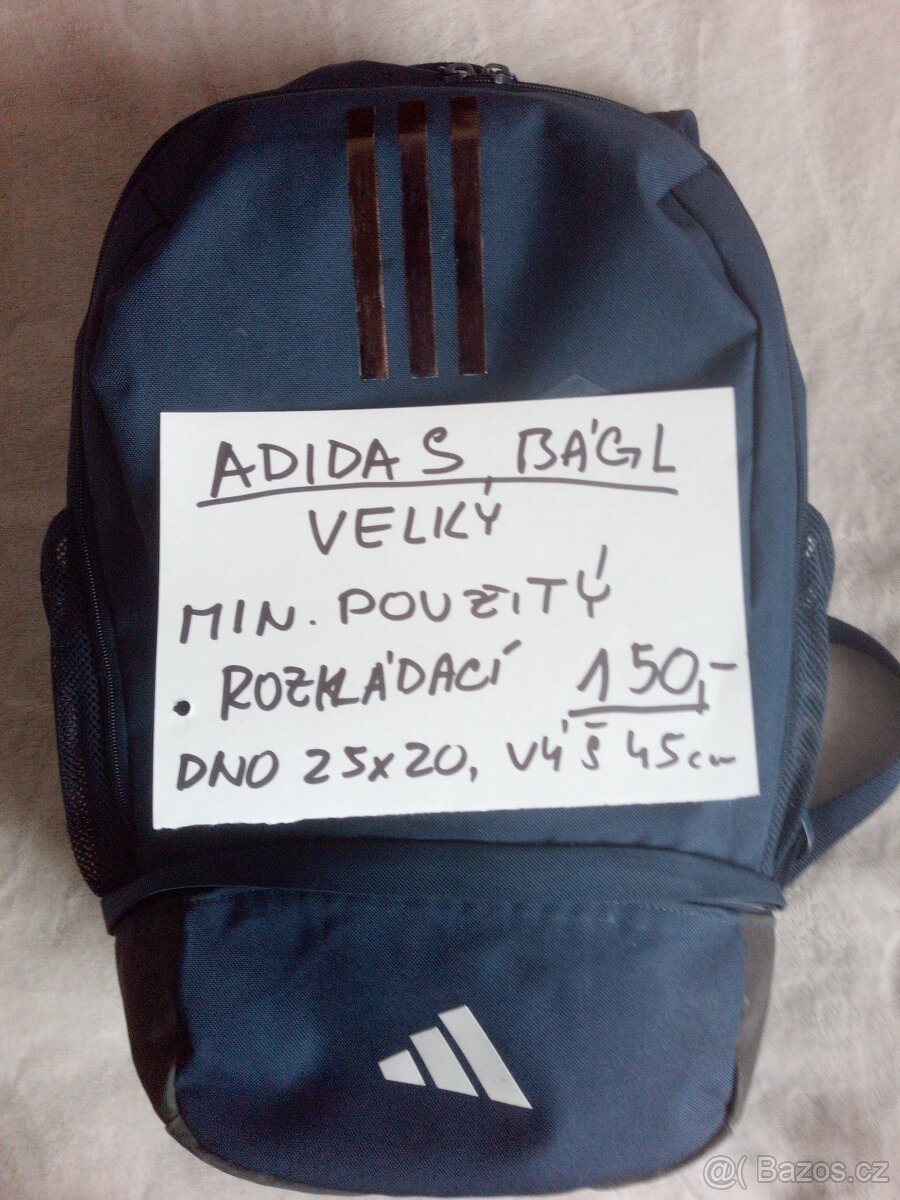 ADIDAS BÁGL
VELKÝ
MIN. POUŽITÝ
• ROZKLÁDACÍ 150,-
DNO 25x20, VÝŠ 45cm
@( Bazos.cz